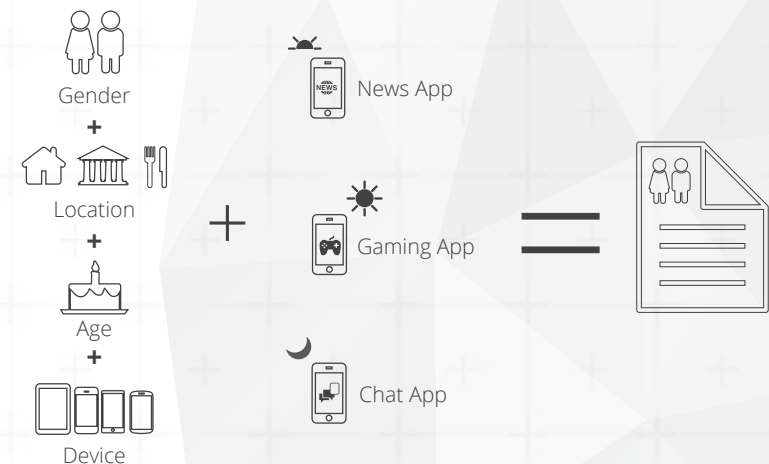 Gender
+
Location
+
Age
+
Device
+
NEWS
News App
Gaming App
Chat App
=